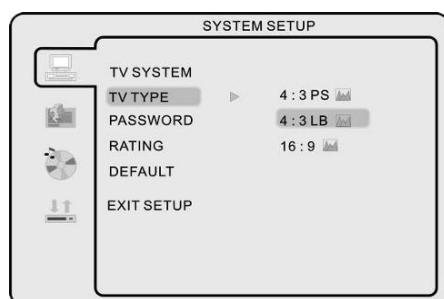 SYSTEM SETUP
TV SYSTEM
TV TYPE
4 : 3 PS
PASSWORD
4 : 3 LB
RATING
16 : 9
DEFAULT
EXIT SETUP